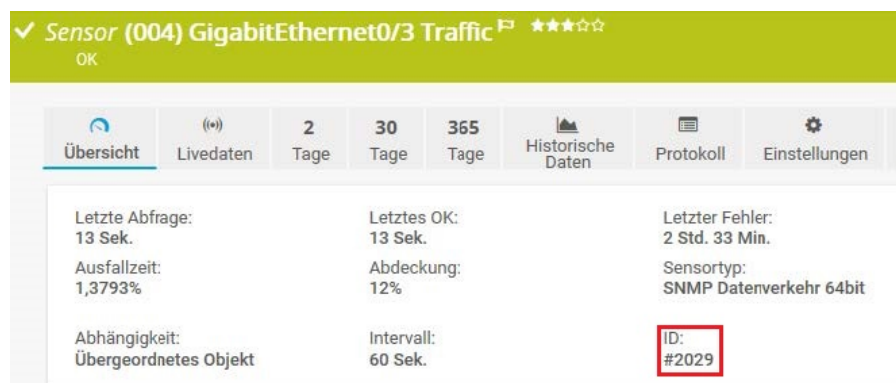 Sensor (004) GigabitEthernet0/3 Traffic
OK
Übersicht
Livedaten
2 Tage
30 Tage
365 Tage
Historische Daten
Protokoll
Einstellungen
Letzte Abfrage:
13 Sek.
Letztes OK:
13 Sek.
Letzter Fehler:
2 Std. 33 Min.
Ausfallzeit:
1,3793%
Abdeckung:
12%
Sensortyp:
SNMP Datenverkehr 64bit
Abhängigkeit:
Übergeordnetes Objekt
Intervall:
60 Sek.
ID:
#2029